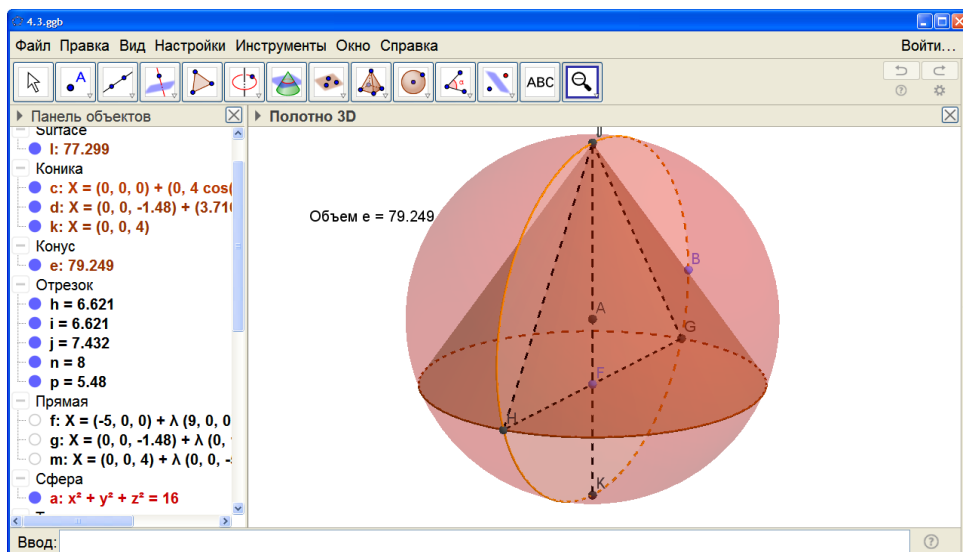 4.3.ggb
Файл Правка Вид Настройки Инструменты Окно Справка Войти...
A ABC
Панель объектов
Полотно 3D
Surface
l: 77.299
Коника
c: X = (0, 0, 0) + (0, 4 cos(
d: X = (0, 0, -1.48) + (3.716
k: X = (0, 0, 4)
Конус
e: 79.249
Отрезок
h = 6.621
i = 6.621
j = 7.432
n = 8
p = 5.48
Прямая
f: X = (-5, 0, 0) + λ (9, 0, 0
g: X = (0, 0, -1.48) + λ (0,
m: X = (0, 0, 4) + λ (0, 0, -
Сфера
a: x² + y² + z² = 16
Объем e = 79.249
B
A
G
F
H
K
Ввод: